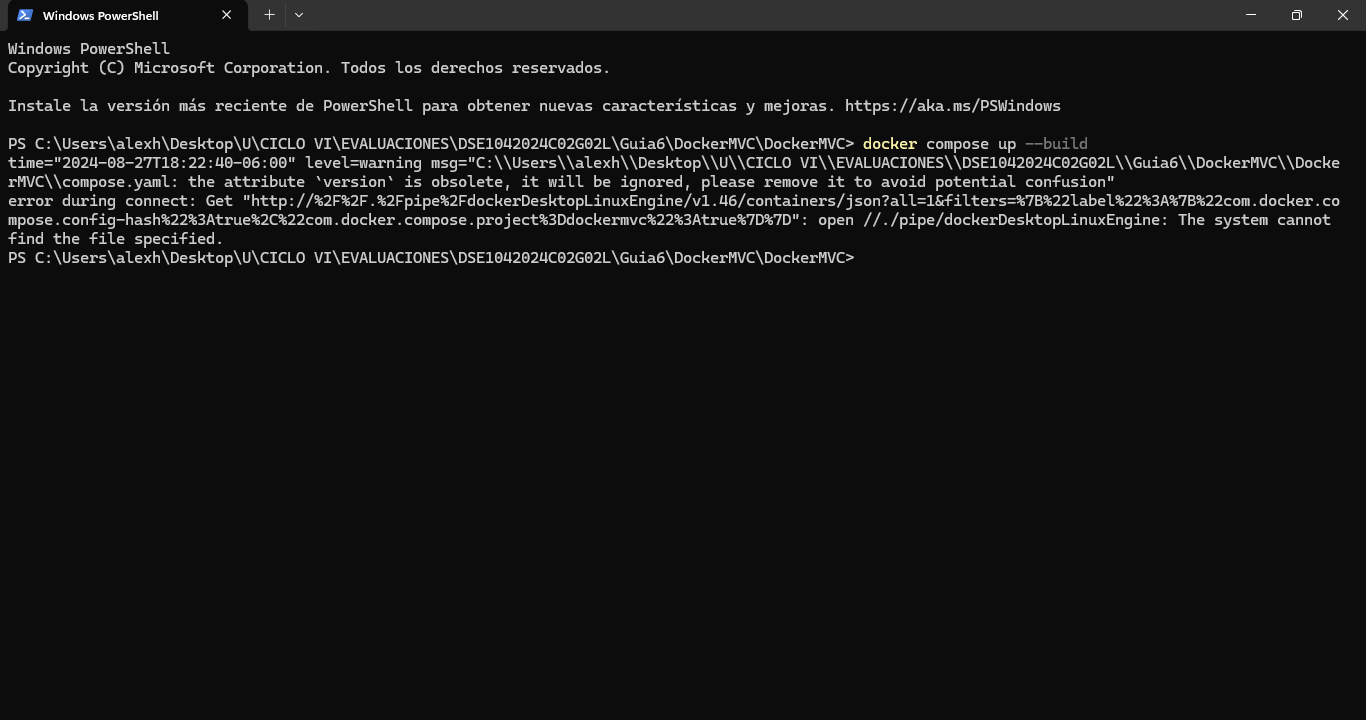 Windows PowerShell
Windows PowerShell
Copyright (C) Microsoft Corporation. Todos los derechos reservados.
Instale la versión más reciente de PowerShell para obtener nuevas características y mejoras. https://aka.ms/PSWindows
PS C:\Users\alexh\Desktop\U\CICLO VI\EVALUACIONES\DSE1042024C02G02L\Guia6\DockerMVC\DockerMVC> docker compose up --build
time="2024-08-27T18:22:40-06:00" level=warning msg="C:\\Users\\alexh\\Desktop\\U\\CICLO VI\\EVALUACIONES\\DSE1042024C02G02L\\Guia6\\DockerMVC\\Docke
rMVC\\compose.yaml: the attribute `version` is obsolete, it will be ignored, please remove it to avoid potential confusion"
error during connect: Get "http://%2F%2F.%2Fpipe%2FdockerDesktopLinuxEngine/v1.46/containers/json?all=1&filters=%7B%22label%22%3A%7B%22com.docker.co
mpose.config-hash%22%3Atrue%2C%22com.docker.compose.project%3Ddockermvc%22%3Atrue%7D%7D": open //./pipe/dockerDesktopLinuxEngine: The system cannot
find the file specified.
PS C:\Users\alexh\Desktop\U\CICLO VI\EVALUACIONES\DSE1042024C02G02L\Guia6\DockerMVC\DockerMVC>